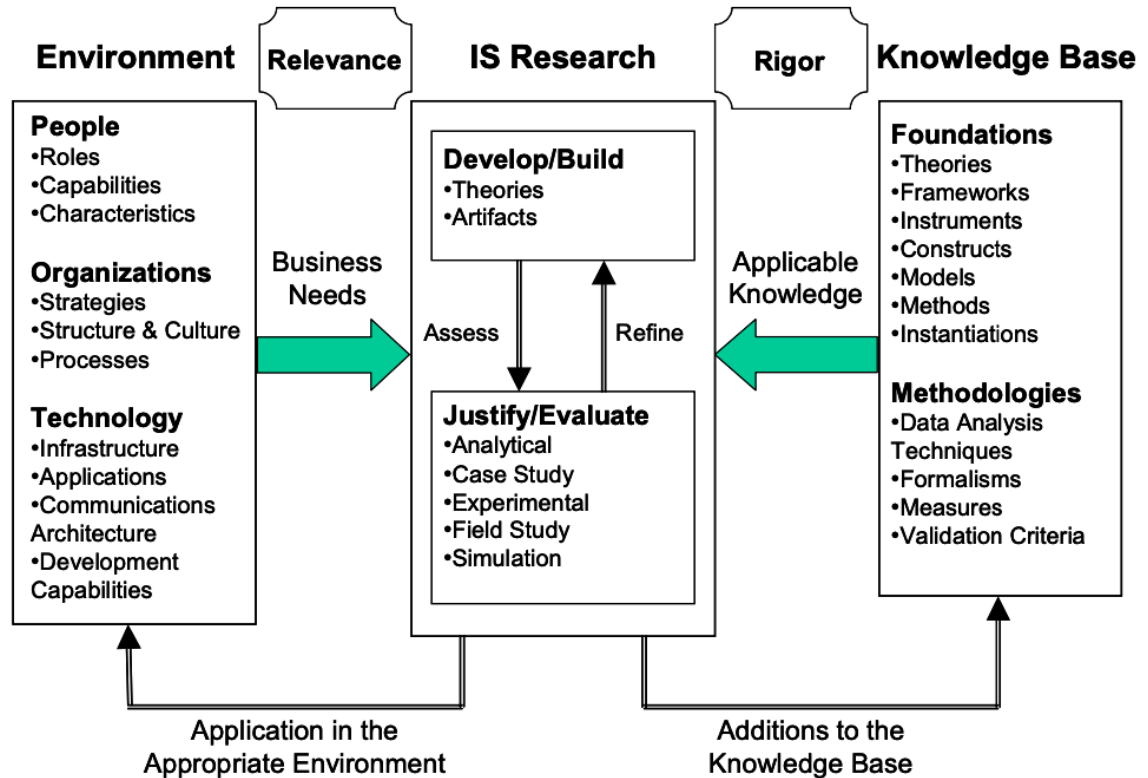 Environment
Relevance
IS Research
Rigor
Knowledge Base
People
•Roles
•Capabilities
•Characteristics
Organizations
•Strategies
•Structure & Culture
•Processes
Technology
•Infrastructure
•Applications
•Communications
Architecture
•Development
Capabilities
Business
Needs
Develop/Build
•Theories
•Artifacts
Assess
Refine
Justify/Evaluate
•Analytical
•Case Study
•Experimental
•Field Study
•Simulation
Applicable
Knowledge
Foundations
•Theories
•Frameworks
•Instruments
•Constructs
•Models
•Methods
•Instantiations
Methodologies
•Data Analysis
Techniques
•Formalisms
•Measures
•Validation Criteria
Application in the
Appropriate Environment
Additions to the
Knowledge Base